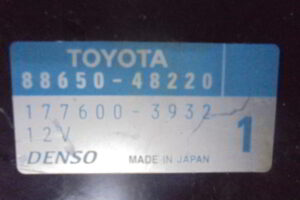 TOYOTA
88650-48220
177600-3932
12V
1
DENSO MADE IN JAPAN